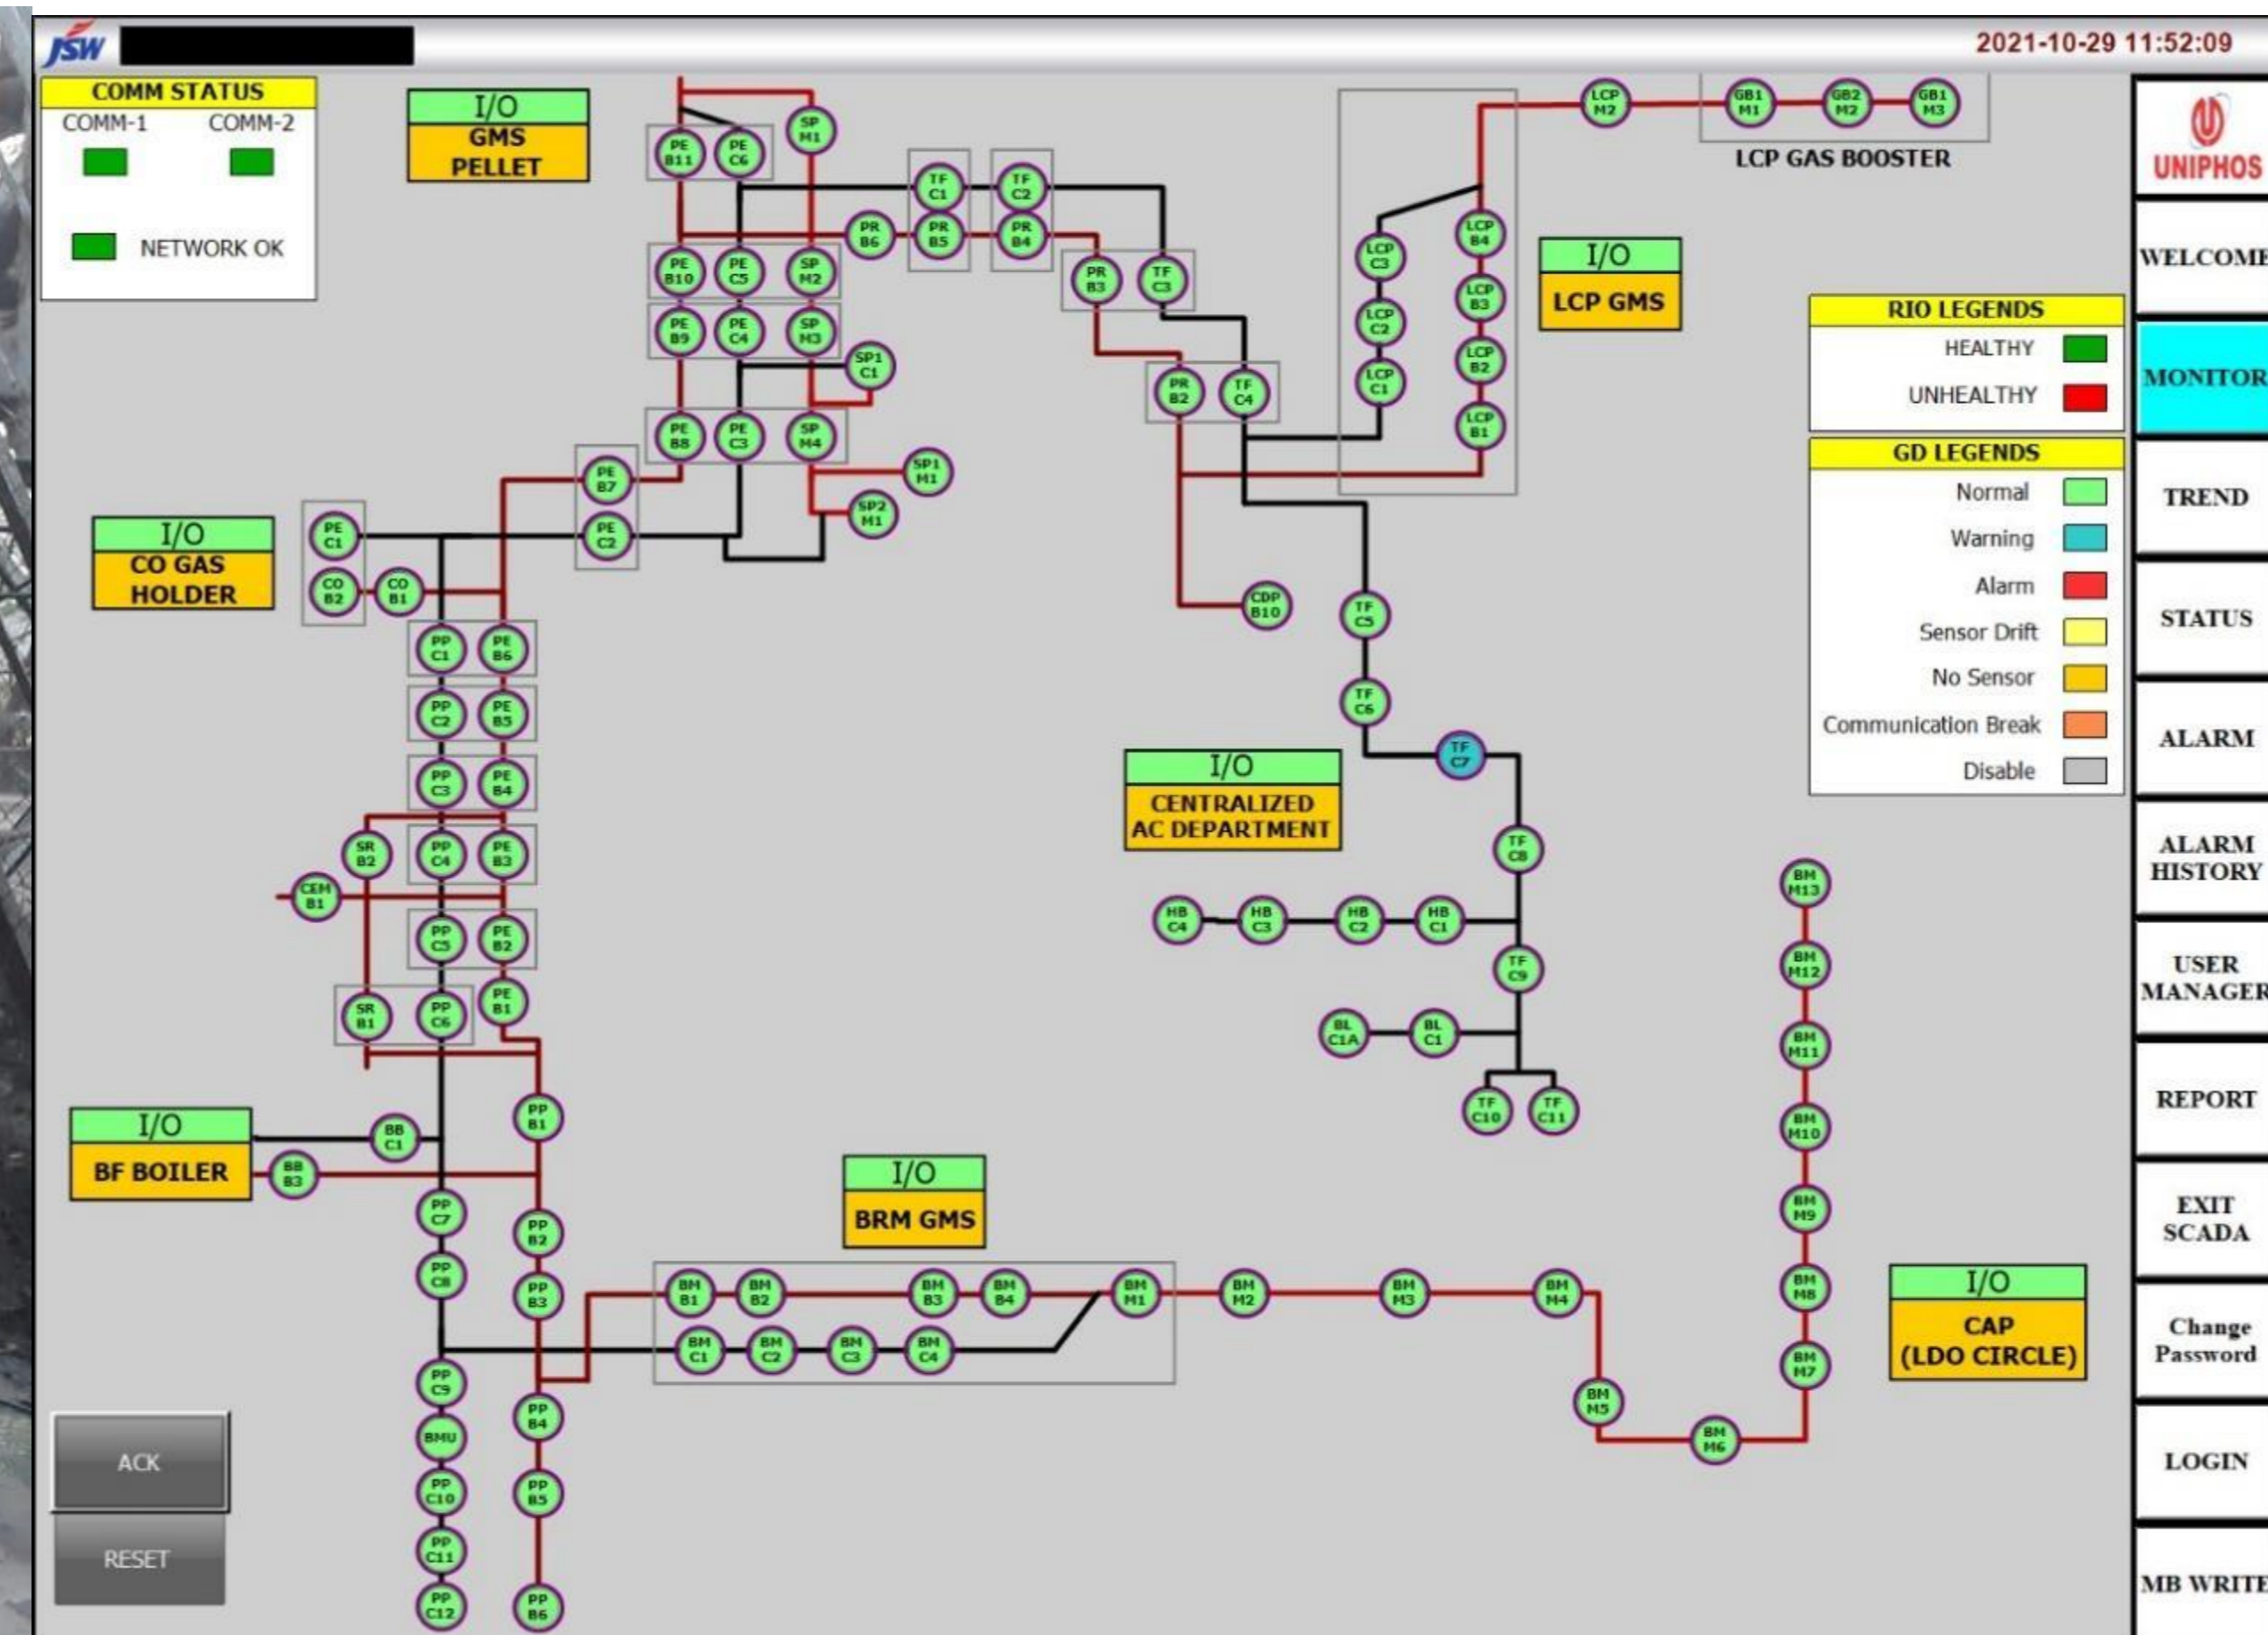 JSW
2021-10-29 11:52:09
COMM STATUS
COMM-1 COMM-2
NETWORK OK
I/O
GMS
PELLET
PE
B11
PE
C6
SP
M1
TF
C1
TF
C2
PR
B6
PR
B5
PR
B4
PE
B10
PE
C5
SP
M2
PR
B3
TF
C3
PE
B9
PE
C4
SP
M3
SP1
C1
PR
B2
TF
C4
PE
B8
PE
C3
SP
M4
SP1
M1
SP2
M1
PE
B7
PE
C2
LCP
M2
GB1
M1
GB2
M2
GB1
M3
LCP GAS BOOSTER
LCP
C3
LCP
C2
LCP
C1
LCP
B4
LCP
B3
LCP
B2
LCP
B1
I/O
LCP GMS
RIO LEGENDS
HEALTHY
UNHEALTHY
GD LEGENDS
Normal
Warning
Alarm
Sensor Drift
No Sensor
Communication Break
Disable
I/O
CO GAS
HOLDER
PE
C1
CO
B2
CO
B1
PP
C1
PE
B6
PP
C2
PE
B5
PP
C3
PE
B4
SR
B2
PP
C4
PE
B3
CEM
B1
PP
C5
PE
B2
SR
B1
PP
C6
PE
B1
CDP
B10
TF
C5
TF
C6
TF
C7
I/O
CENTRALIZED
AC DEPARTMENT
TF
C8
HB
C4
HB
C3
HB
C2
HB
C1
TF
C9
BL
C1A
BL
C1
TF
C10
TF
C11
I/O
BF BOILER
BB
C1
BB
B3
PP
B1
PP
C7
PP
B2
PP
C8
PP
B3
I/O
BRM GMS
BM
B1
BM
B2
BM
B3
BM
B4
BM
M1
BM
M2
BM
M3
BM
M4
BM
C1
BM
C2
BM
C3
BM
C4
BM
M5
BM
M6
BM
M7
BM
M8
BM
M9
BM
M10
BM
M11
BM
M12
BM
M13
I/O
CAP
(LDO CIRCLE)
PP
C9
PP
B4
BMU
PP
C10
PP
B5
PP
C11
PP
C12
PP
B6
ACK
RESET
UNIPHOS
WELCOME
MONITOR
TREND
STATUS
ALARM
ALARM
HISTORY
USER
MANAGER
REPORT
EXIT
SCADA
Change
Password
LOGIN
MB WRITE